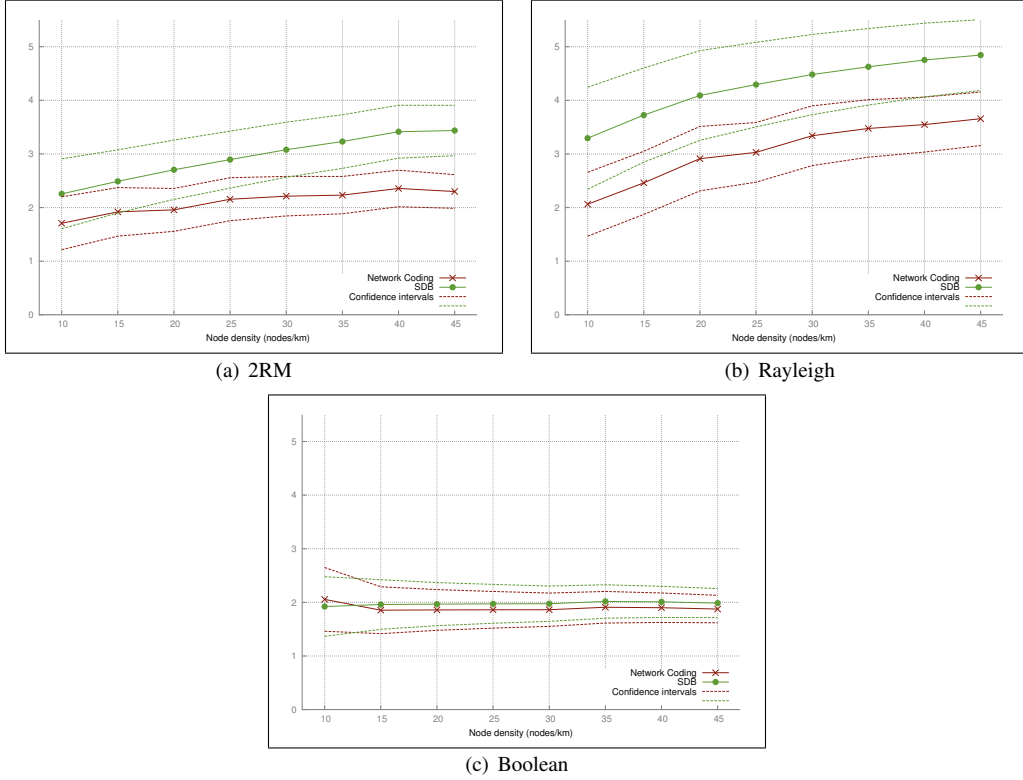 5
4
3
2
1
0
10 15 20 25 30 35 40 45
Node density (nodes/km)
Network Coding
SDB
Confidence intervals
(a) 2RM
5
4
3
2
1
0
10 15 20 25 30 35 40 45
Node density (nodes/km)
Network Coding
SDB
Confidence intervals
(b) Rayleigh
5
4
3
2
1
0
10 15 20 25 30 35 40 45
Node density (nodes/km)
Network Coding
SDB
Confidence intervals
(c) Boolean